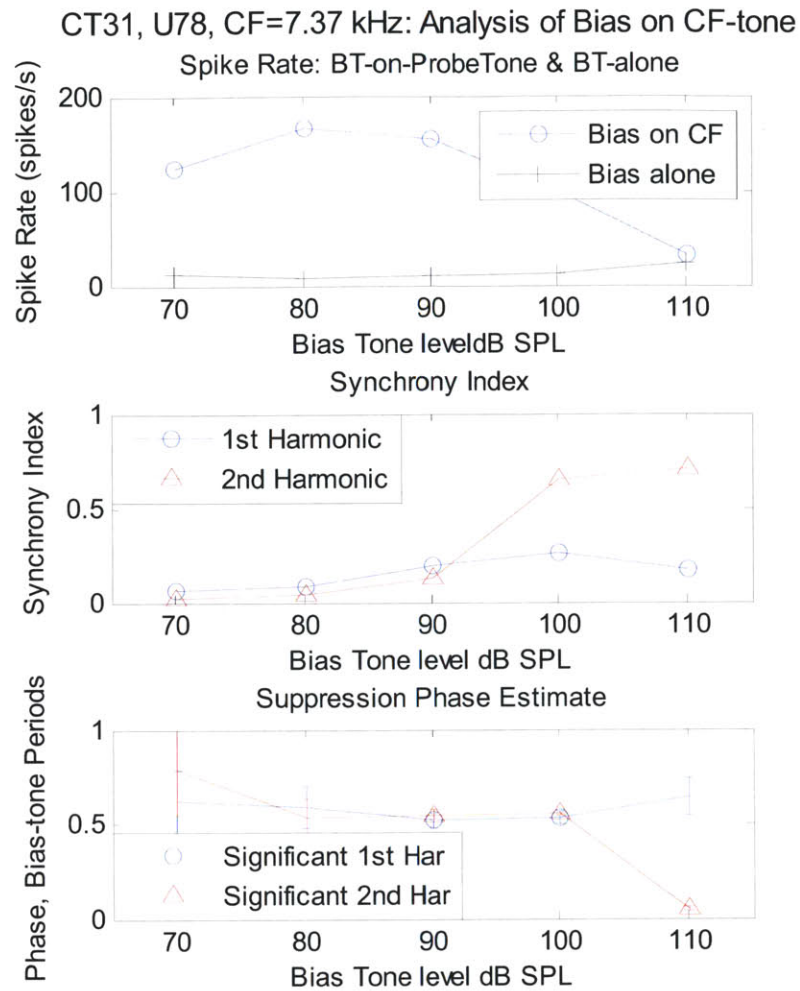 CT31, U78, CF=7.37 kHz: Analysis of Bias on CF-tone
Spike Rate: BT-on-ProbeTone & BT-alone
Spike Rate (spikes/s)
200
100
0
Bias on CF
Bias alone
70 80 90 100 110
Bias Tone leveldB SPL
Synchrony Index
Synchrony Index
1
0.5
0
1st Harmonic
2nd Harmonic
70 80 90 100 110
Bias Tone level dB SPL
Suppression Phase Estimate
Phase, Bias-tone Periods
1
0.5
0
Significant 1st Har
Significant 2nd Har
70 80 90 100 110
Bias Tone level dB SPL